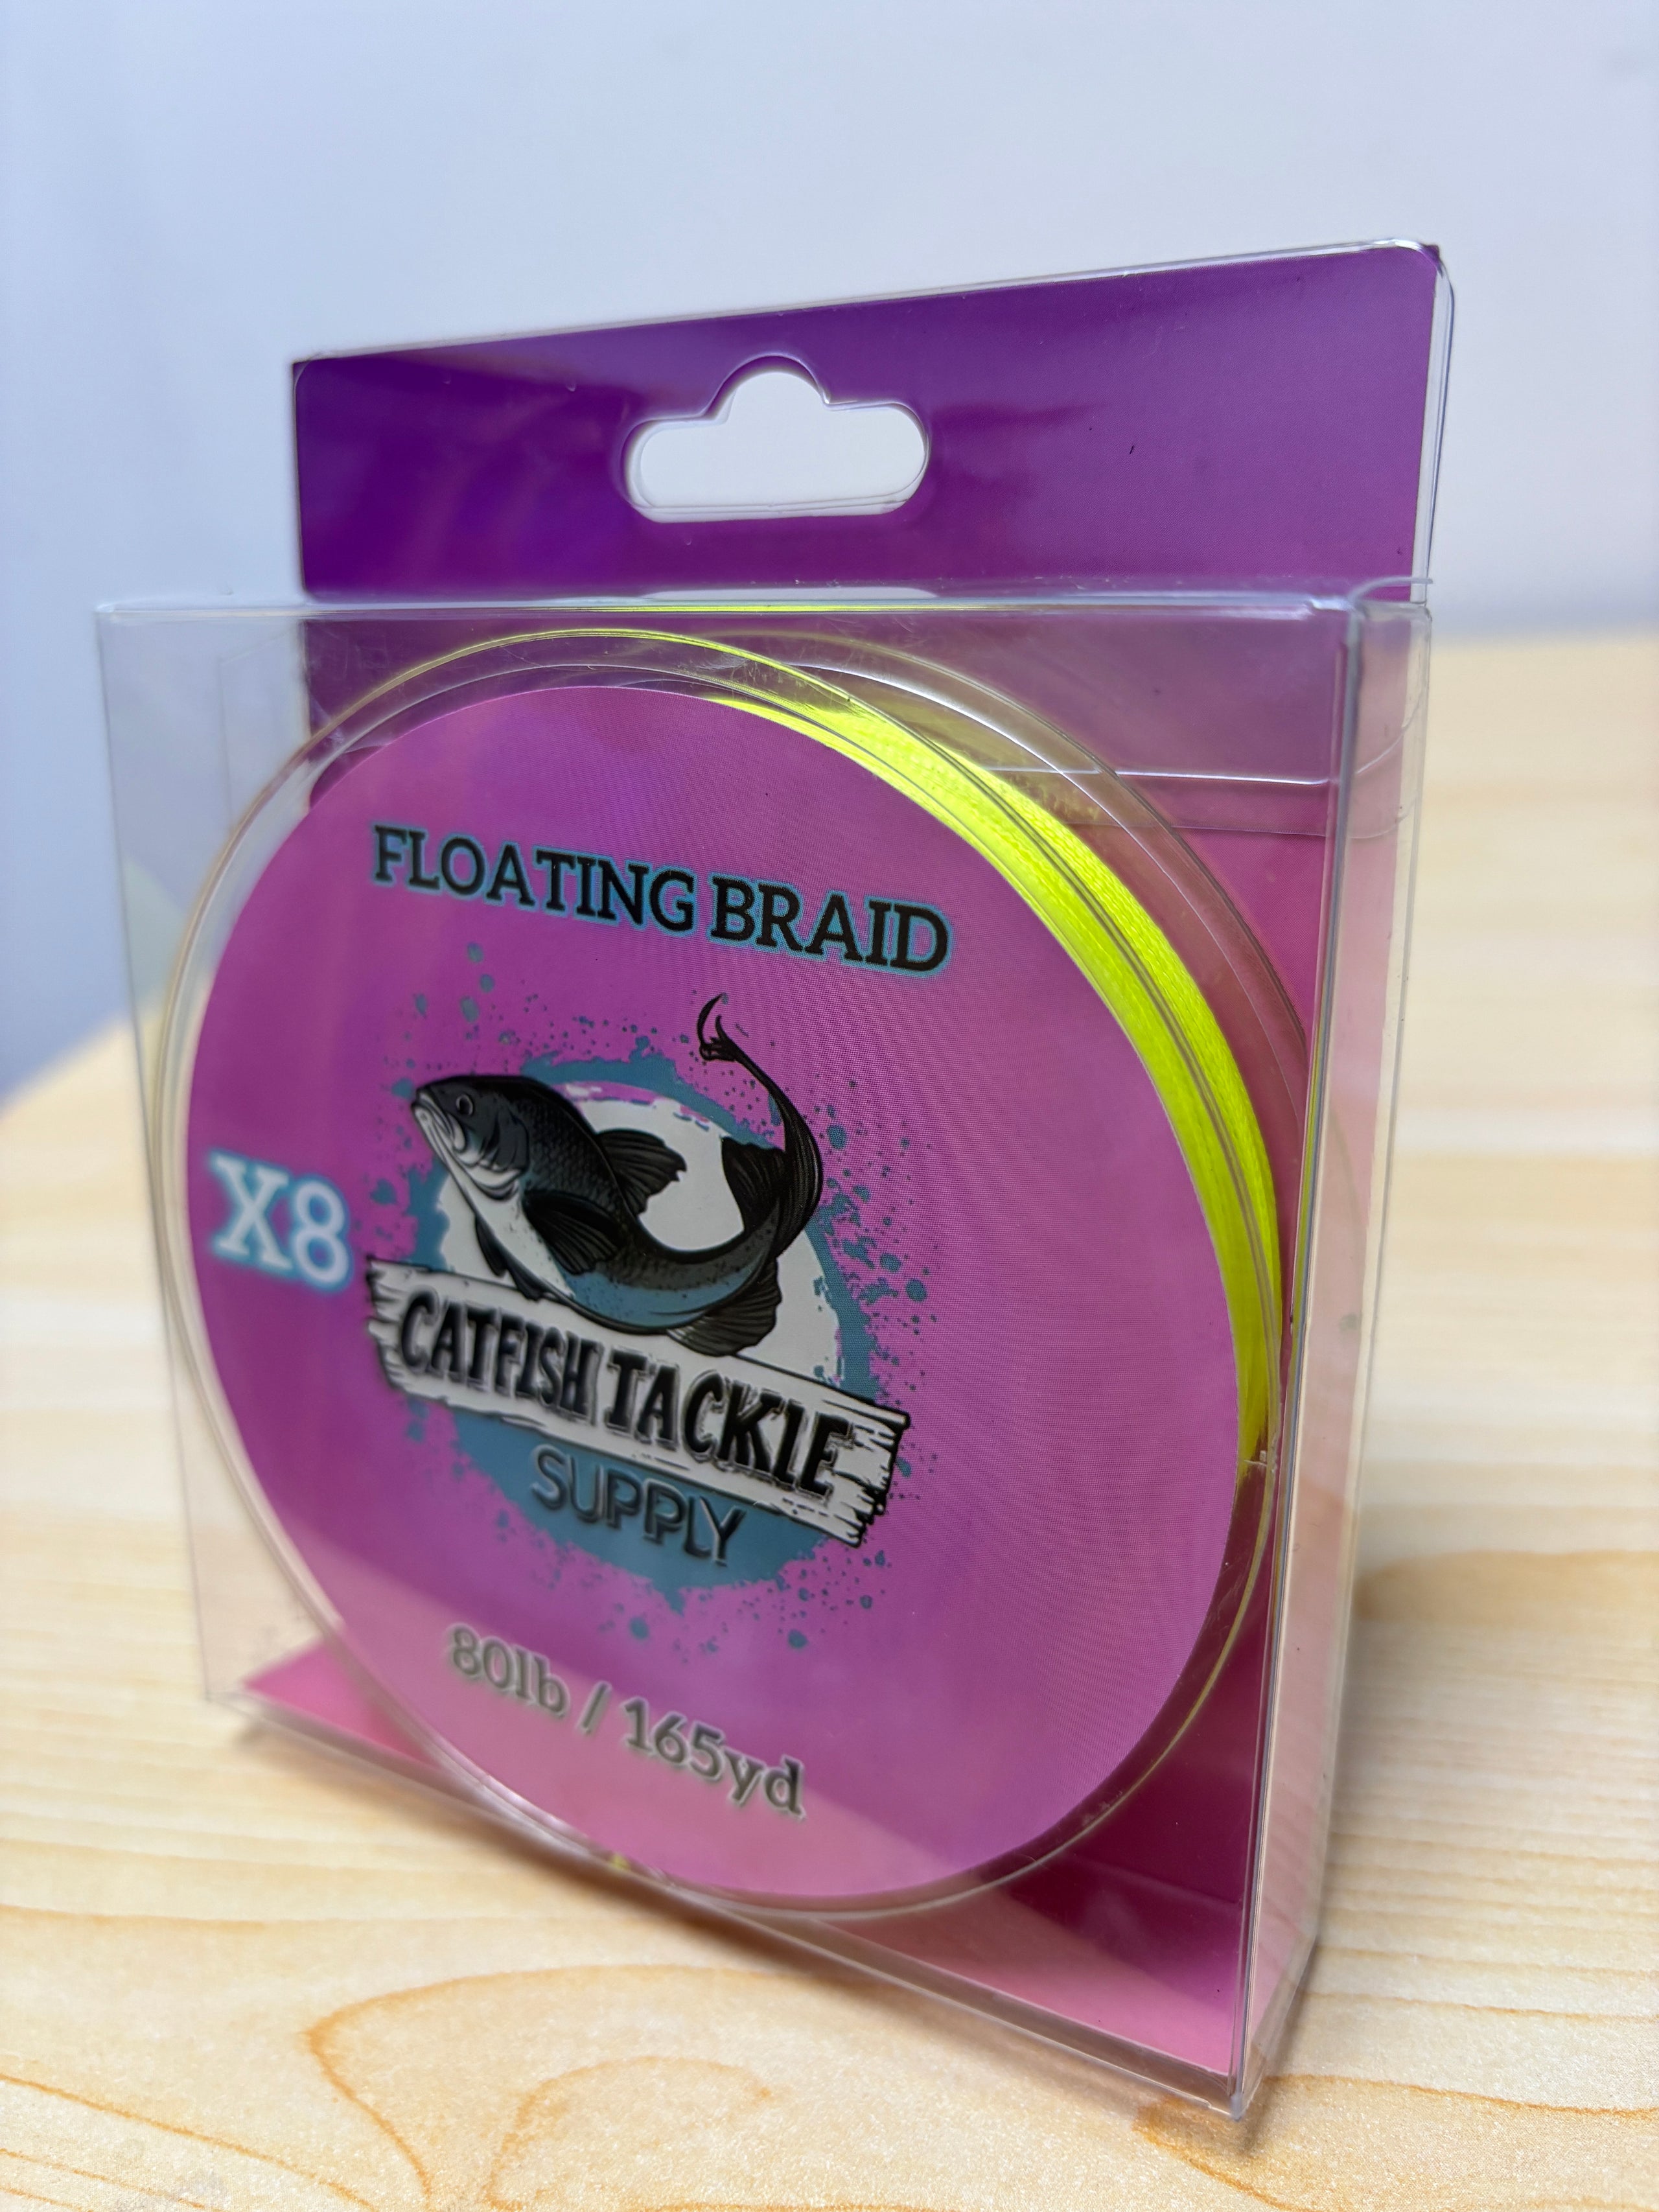 FLOATING BRAID
X8
CATFISH TACKLE
SUPPLY
80lb / 165yd